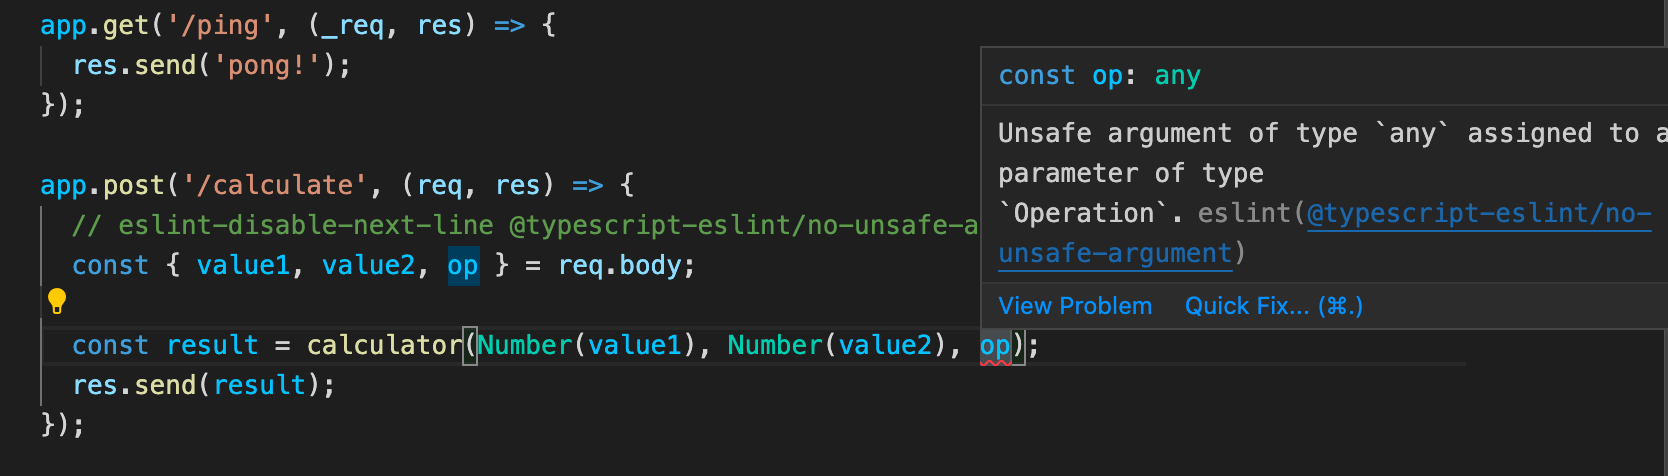 app.get('/ping', (_req, res) => {
  res.send('pong!');
});
const op: any
Unsafe argument of type `any` assigned to a
parameter of type
`Operation`. eslint(@typescript-eslint/no-
unsafe-argument)
View Problem Quick Fix... (⌘.)
app.post('/calculate', (req, res) => {
  // eslint-disable-next-line @typescript-eslint/no-unsafe-a
  const { value1, value2, op } = req.body;
  const result = calculator(Number(value1), Number(value2), op);
  res.send(result);
});